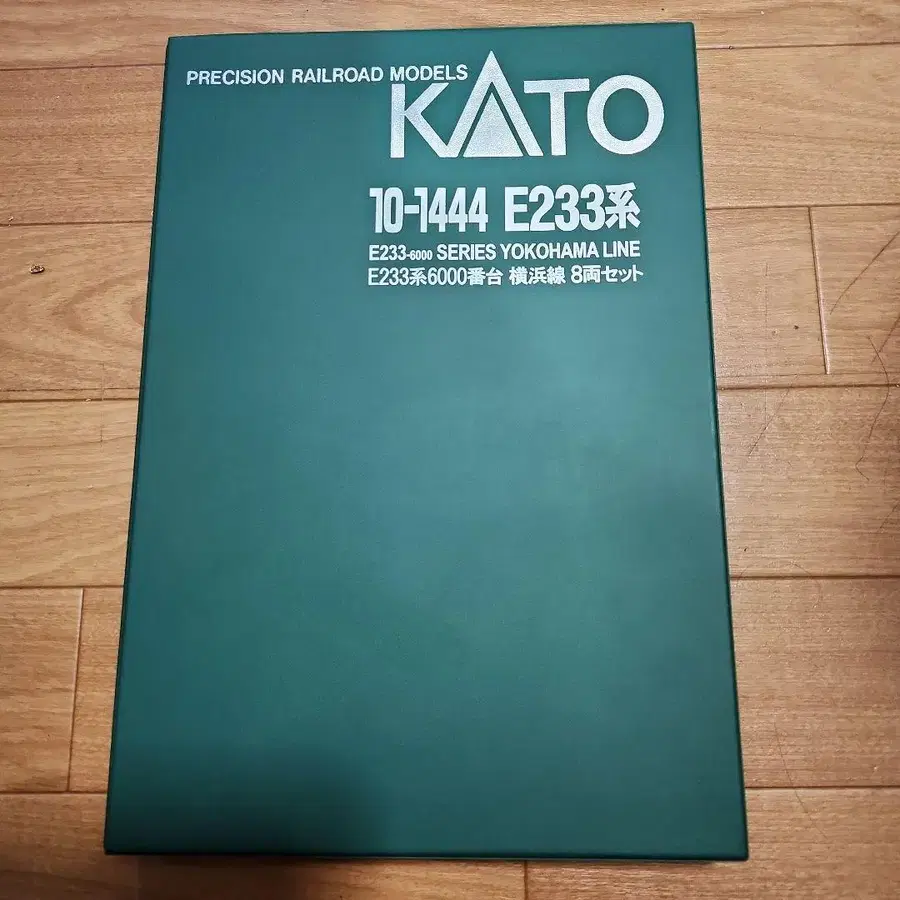 PRECISION RAILROAD MODELS
KATO
10-1444 E233系
E233-6000 SERIES YOKOHAMA LINE
E233系6000番台 横浜線 8両セット